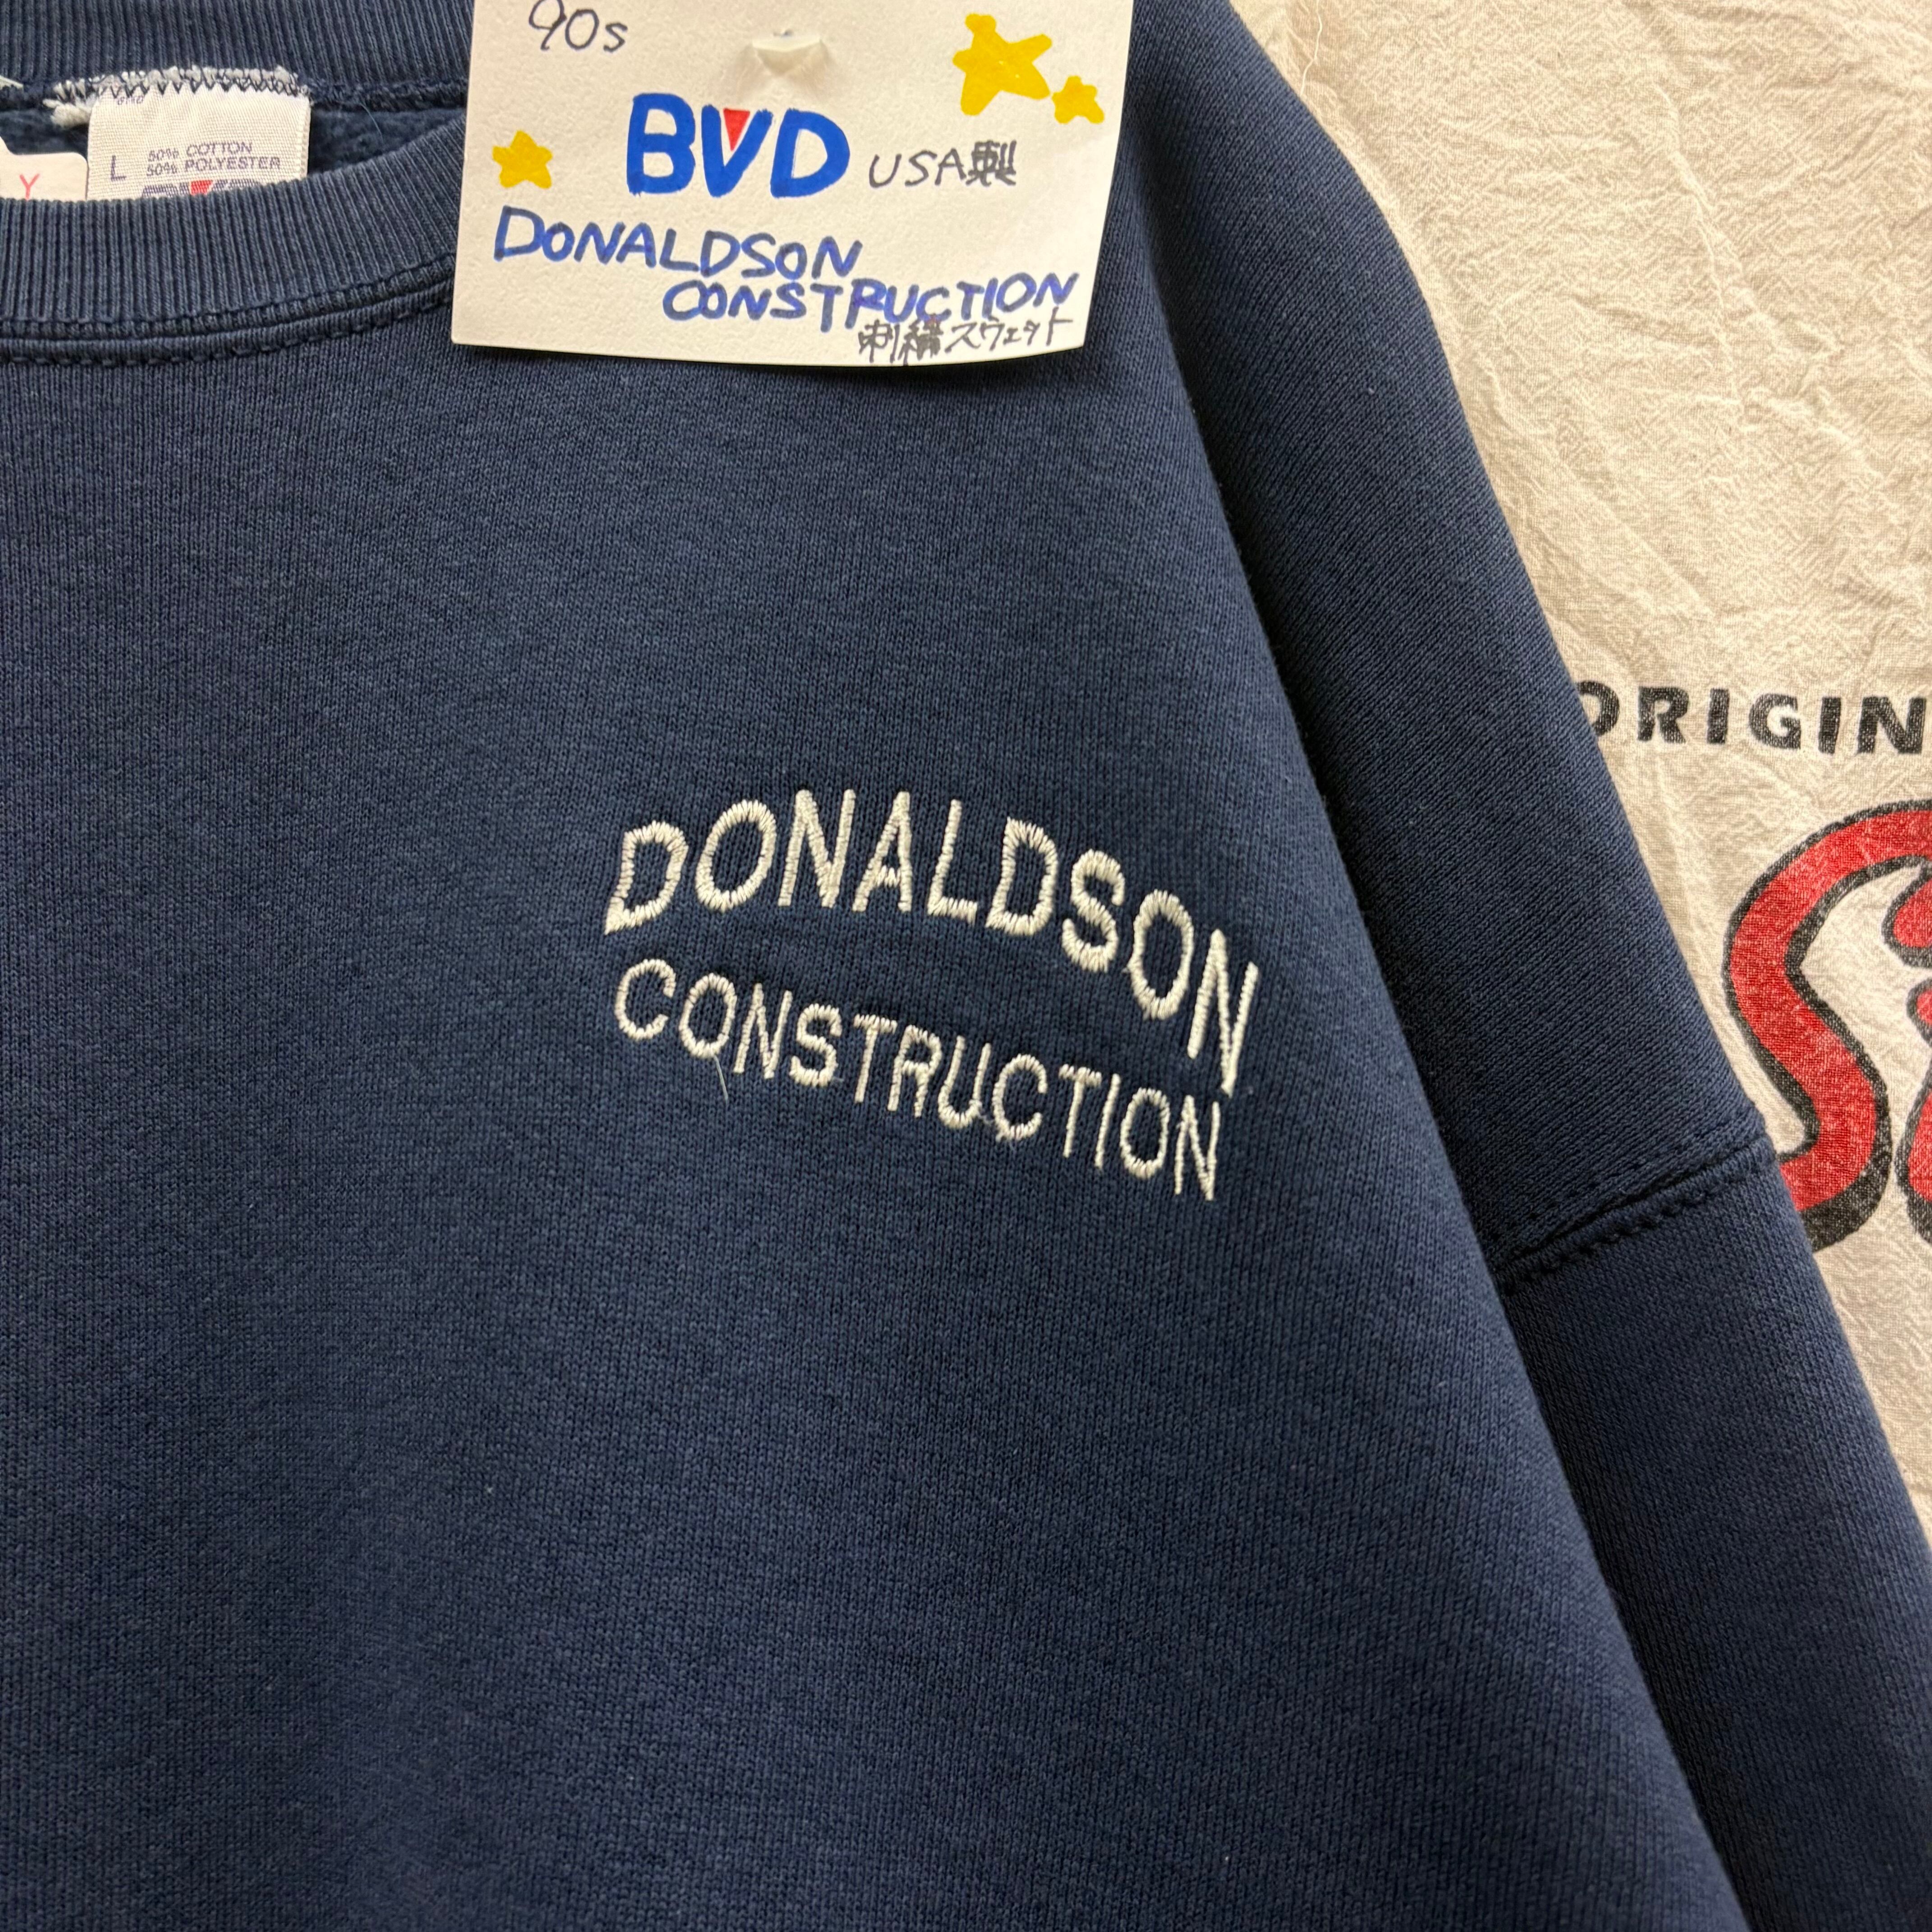 90s
BVD USA製
DONALDSON
CONSTRUCTION
刺繍スウェット
L
50% COTTON
50% POLYESTER
Y
DONALDSON
CONSTRUCTION
ORIGIN